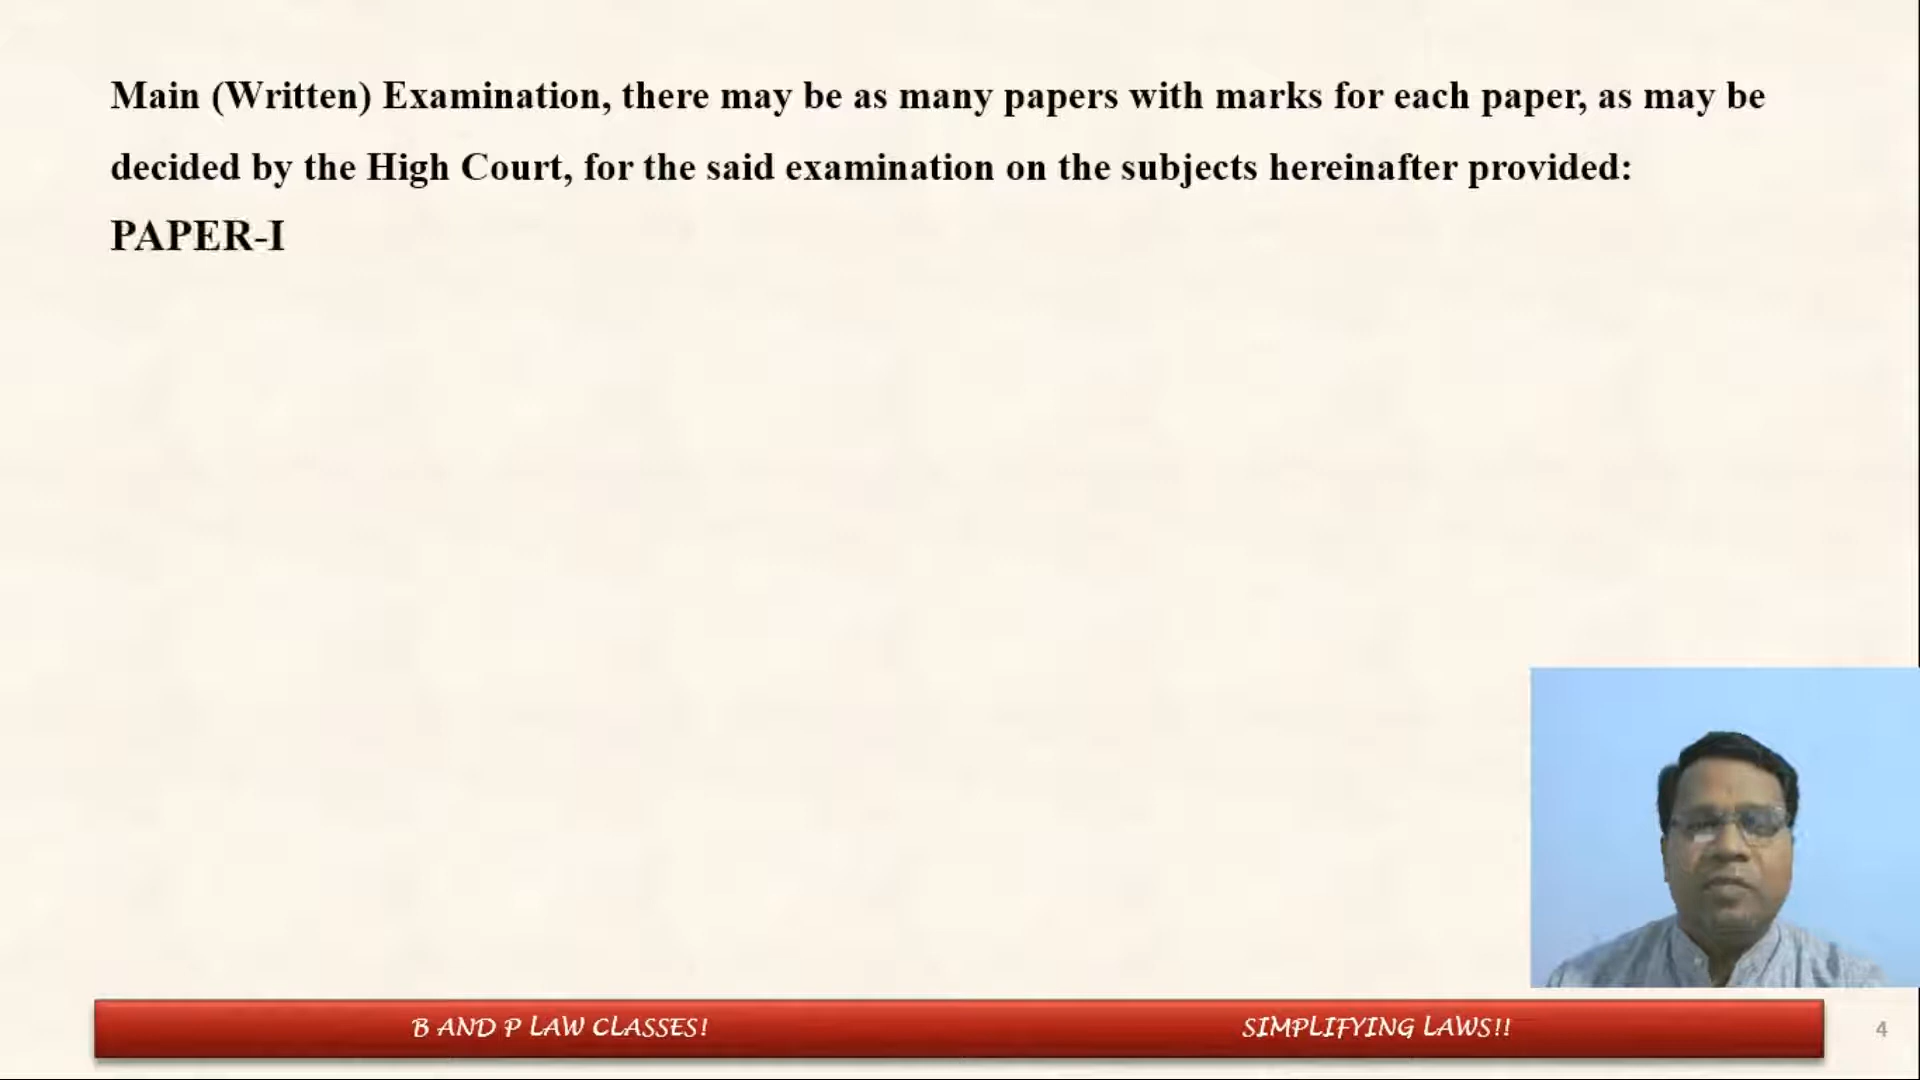 Main (Written) Examination, there may be as many papers with marks for each paper, as may be
decided by the High Court, for the said examination on the subjects hereinafter provided:
PAPER-I
B AND P LAW CLASSES!
SIMPLIFYING LAWS!!
4